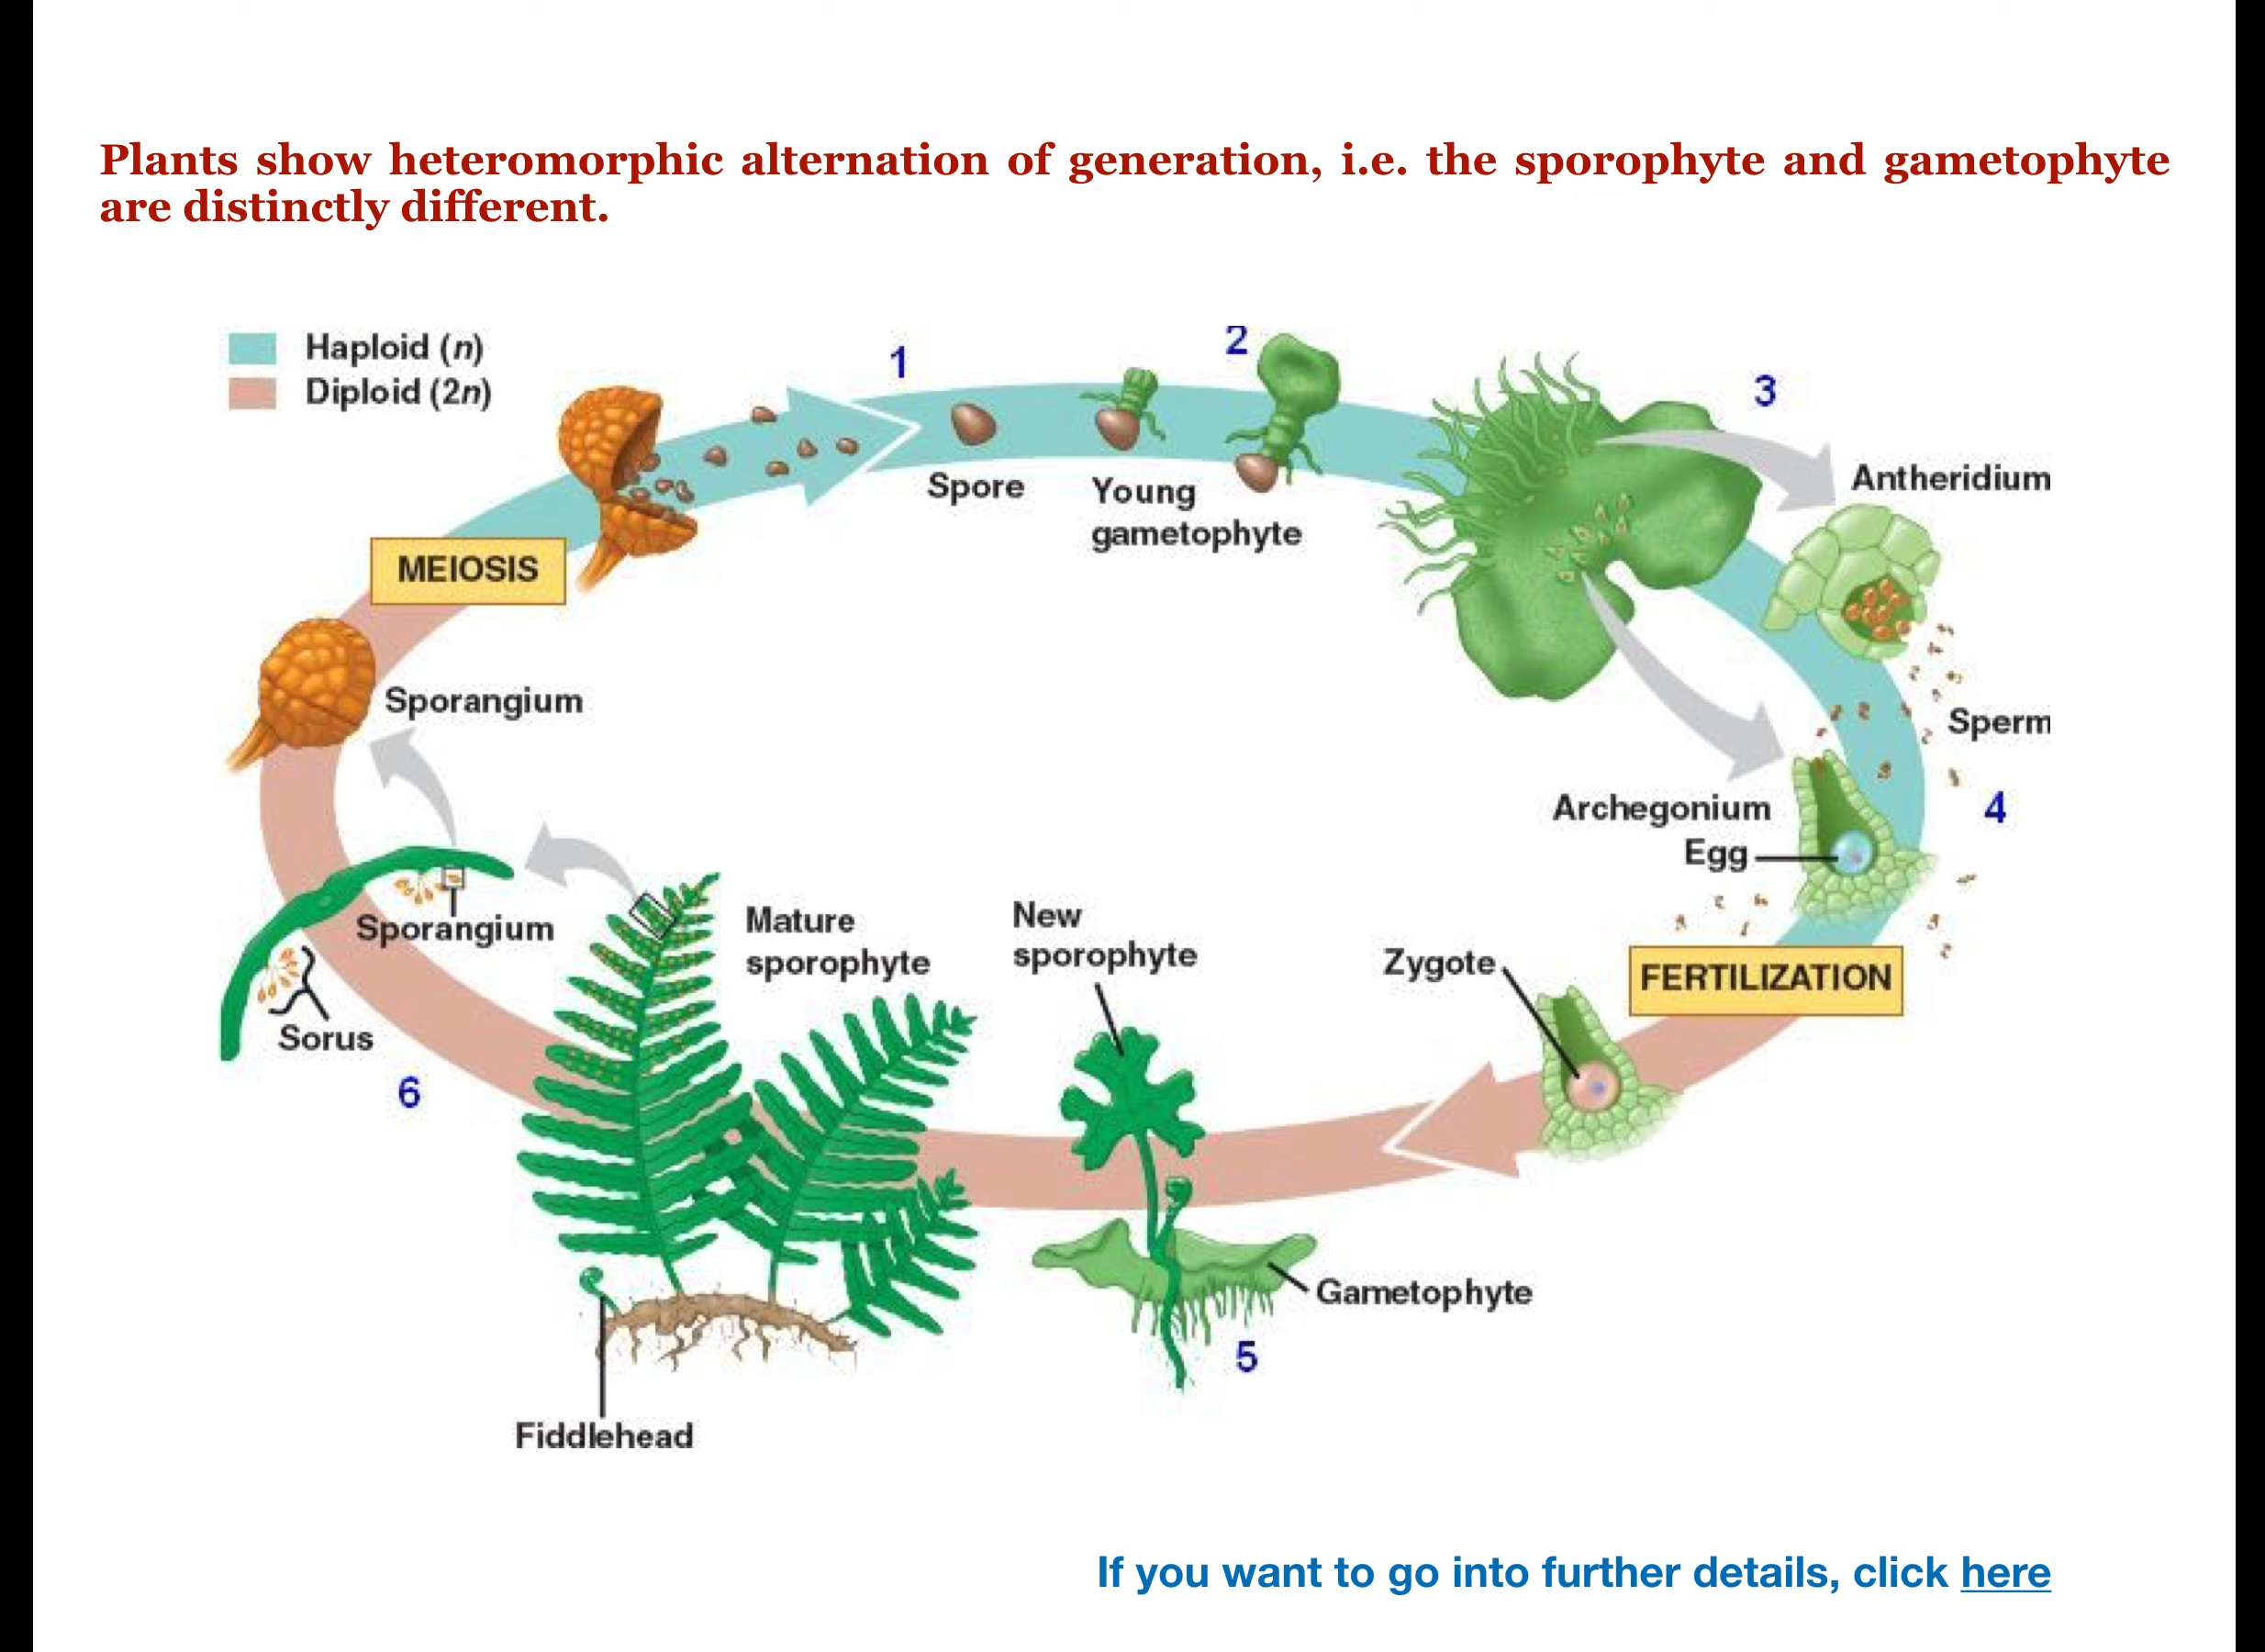 Plants show heteromorphic alternation of generation, i.e. the sporophyte and gametophyte
are distinctly different.
Haploid (n)
Diploid (2n)
1
2
3
Spore
Young
gametophyte
Antheridium
MEIOSIS
Sporangium
Sperm
Archegonium
Egg
4
Sporangium
Mature
sporophyte
New
sporophyte
Zygote
FERTILIZATION
Sorus
6
Gametophyte
5
Fiddlehead
If you want to go into further details, click here